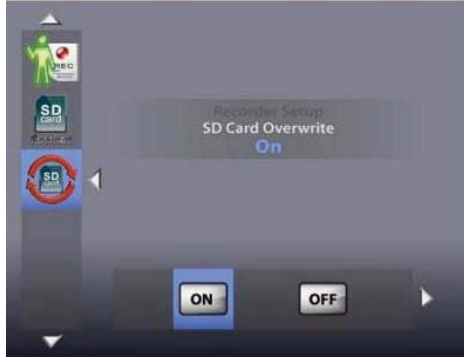 REC
SD
card
Recorder Setup
SD Card Overwrite
On
SD
ON
OFF